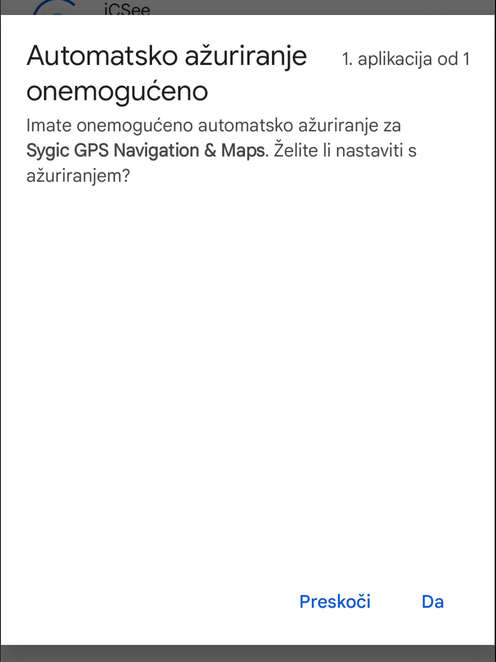 iCSee
Automatsko ažuriranje
onemogućeno
1. aplikacija od 1
Imate onemogućeno automatsko ažuriranje za
Sygic GPS Navigation & Maps. Želite li nastaviti s
ažuriranjem?
Preskoči
Da